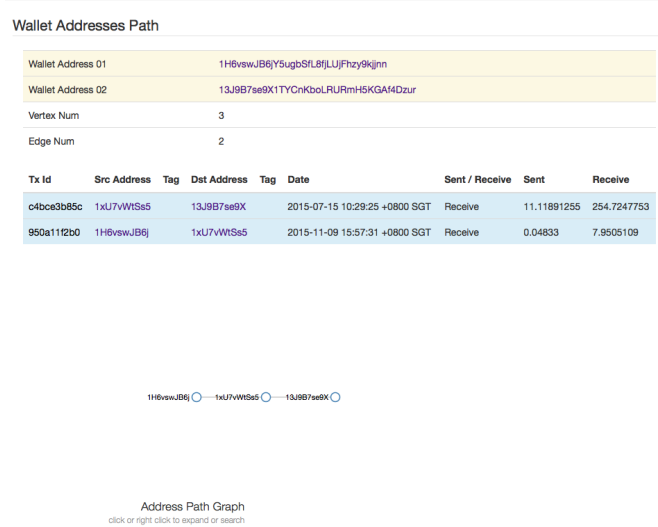 Wallet Addresses Path
Wallet Address 01 1H6vswJB6jY5ugbSfL8fjLUjFhzy9kjjnn
Wallet Address 02 13J9B7se9X1TYCnKboLRURmH5KGAf4Dzur
Vertex Num 3
Edge Num 2
Tx Id Src Address Tag Dst Address Tag Date Sent / Receive Sent Receive
c4bce3b85c 1xU7vWtSs5 13J9B7se9X 2015-07-15 10:29:25 +0800 SGT Receive 11.11891255 254.7247753
950a11f2b0 1H6vswJB6j 1xU7vWtSs5 2015-11-09 15:57:31 +0800 SGT Receive 0.04833 7.9505109
1H6vswJB6j 1xU7vWtSs5 13J9B7se9X
Address Path Graph
click or right click to expand or search